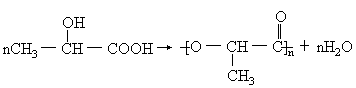 OH
O
nCH₃—CH—COOH→-[O—CH—C]ₙ + nH₂O
CH₃